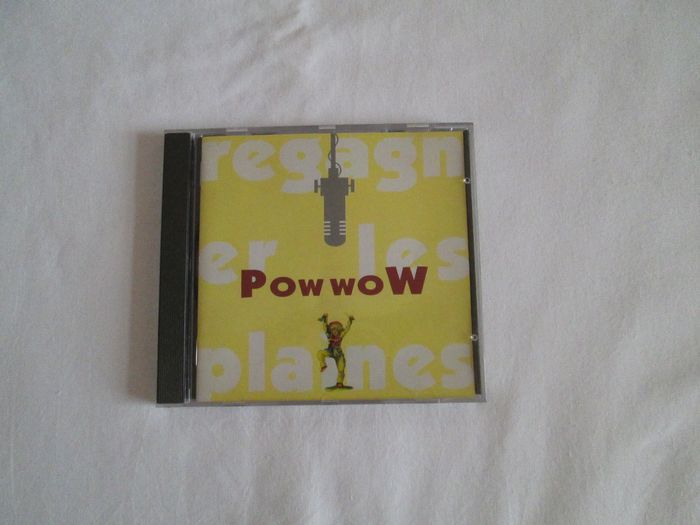 regagn
er les
Pow woW
plaines